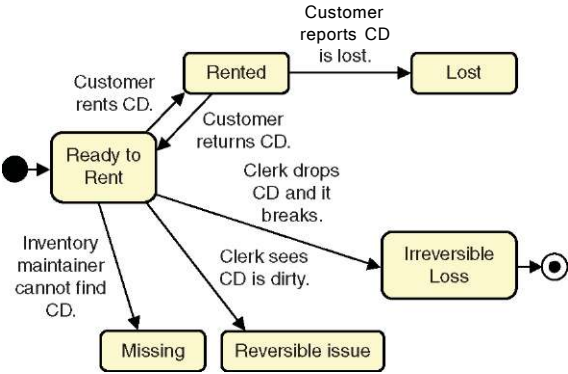 Customer
reports CD
is lost.
Rented
Lost
Customer
rents CD.
Customer
returns CD.
Ready to
Rent
Clerk drops
CD and it
breaks.
Inventory
maintainer
cannot find
CD.
Clerk sees
CD is dirty.
Irreversible
Loss
Missing
Reversible issue